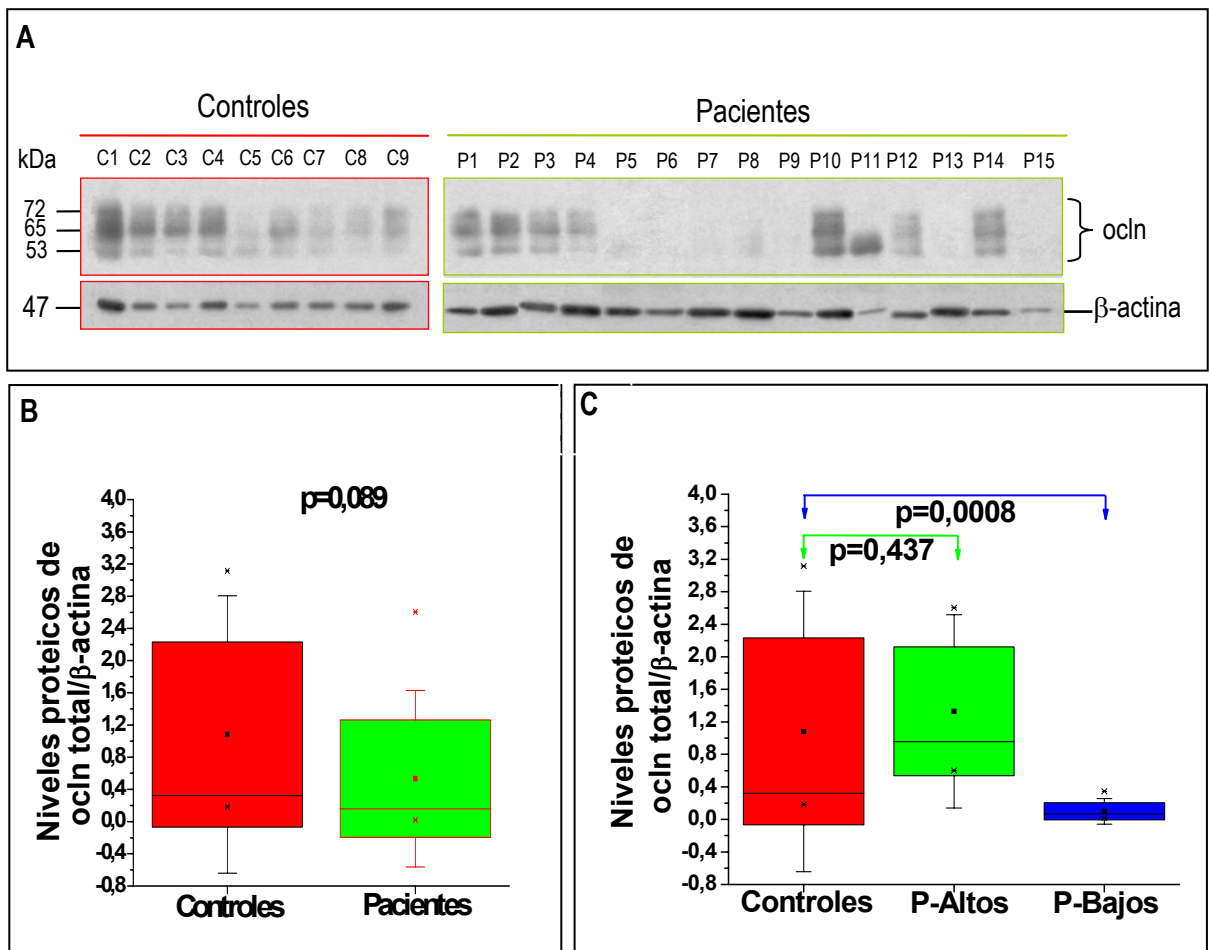 A
Controles
Pacientes
kDa C1 C2 C3 C4 C5 C6 C7 C8 C9 P1 P2 P3 P4 P5 P6 P7 P8 P9 P10 P11 P12 P13 P14 P15
72
65
53
ocln
47
β-actina
B
p=0,089
4,0
3,6
3,2
2,8
2,4
2,0
1,6
1,2
0,8
0,4
0,0
-0,4
-0,8
Niveles proteicos de
ocln total/β-actina
Controles Pacientes
C
p=0,0008
p=0,437
4,0
3,6
3,2
2,8
2,4
2,0
1,6
1,2
0,8
0,4
0,0
-0,4
-0,8
Niveles proteicos de
ocln total/β-actina
Controles P-Altos P-Bajos